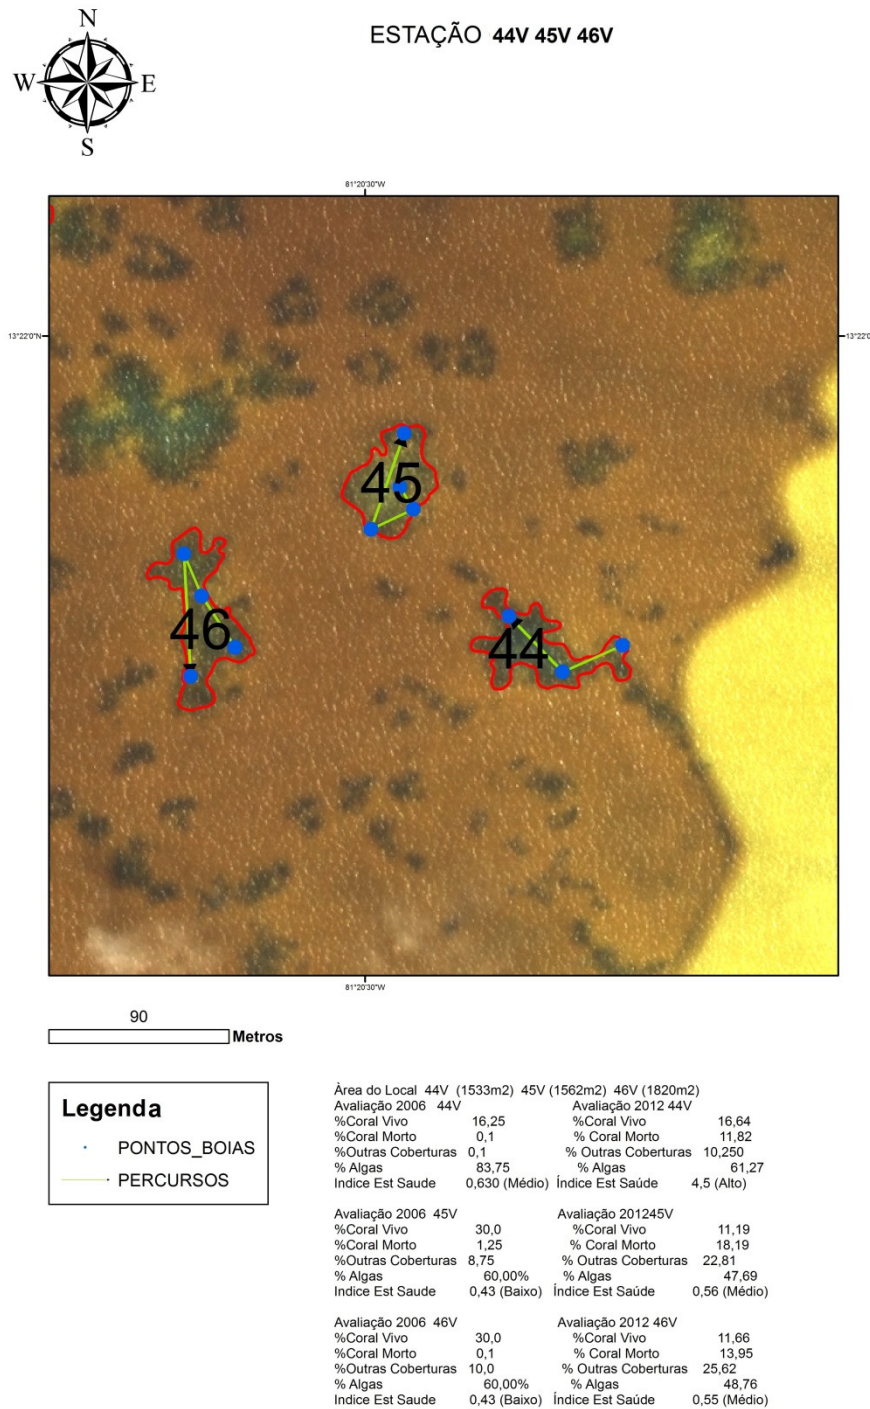 N
ESTAÇÃO 44V 45V 46V
W E
S
81°20'30"W
13°22'0"N 13°22'0
45
46
44
81°20'30"W
90
Metros
Legenda
PONTOS_BOIAS
PERCURSOS
Àrea do Local 44V (1533m2) 45V (1562m2) 46V (1820m2)
Avaliação 2006 44V Avaliação 2012 44V
%Coral Vivo 16,25 %Coral Vivo 16,64
%Coral Morto 0,1 % Coral Morto 11,82
%Outras Coberturas 0,1 % Outras Coberturas 10,250
% Algas 83,75 % Algas 61,27
Indice Est Saude 0,630 (Médio) Índice Est Saúde 4,5 (Alto)
Avaliação 2006 45V Avaliação 201245V
%Coral Vivo 30,0 %Coral Vivo 11,19
%Coral Morto 1,25 % Coral Morto 18,19
%Outras Coberturas 8,75 % Outras Coberturas 22,81
% Algas 60,00% % Algas 47,69
Indice Est Saude 0,43 (Baixo) Índice Est Saúde 0,56 (Médio)
Avaliação 2006 46V Avaliação 2012 46V
%Coral Vivo 30,0 %Coral Vivo 11,66
%Coral Morto 0,1 % Coral Morto 13,95
%Outras Coberturas 10,0 % Outras Coberturas 25,62
% Algas 60,00% % Algas 48,76
Indice Est Saude 0,43 (Baixo) Índice Est Saúde 0,55 (Médio)